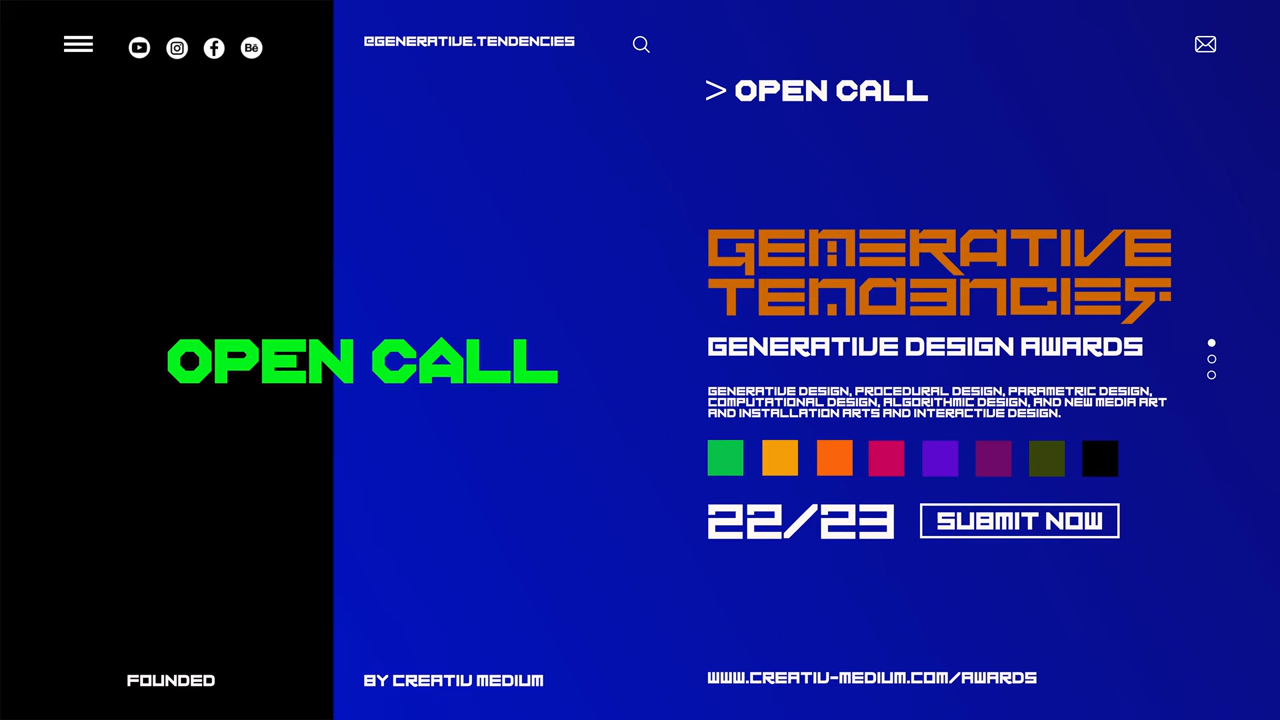 @GENERATIVE.TENDENCIES
> OPEN CALL
OPEN CALL
GENERATIVE
TENDENCIES
GENERATIVE DESIGN AWARDS
GENERATIVE DESIGN, PROCEDURAL DESIGN, PARAMETRIC DESIGN,
COMPUTATIONAL DESIGN, ALGORITHMIC DESIGN, AND NEW MEDIA ART
AND INSTALLATION ARTS AND INTERACTIVE DESIGN.
22/23
SUBMIT NOW
FOUNDED
BY CREATIV MEDIUM
WWW.CREATIV-MEDIUM.COM/AWARDS
Bē